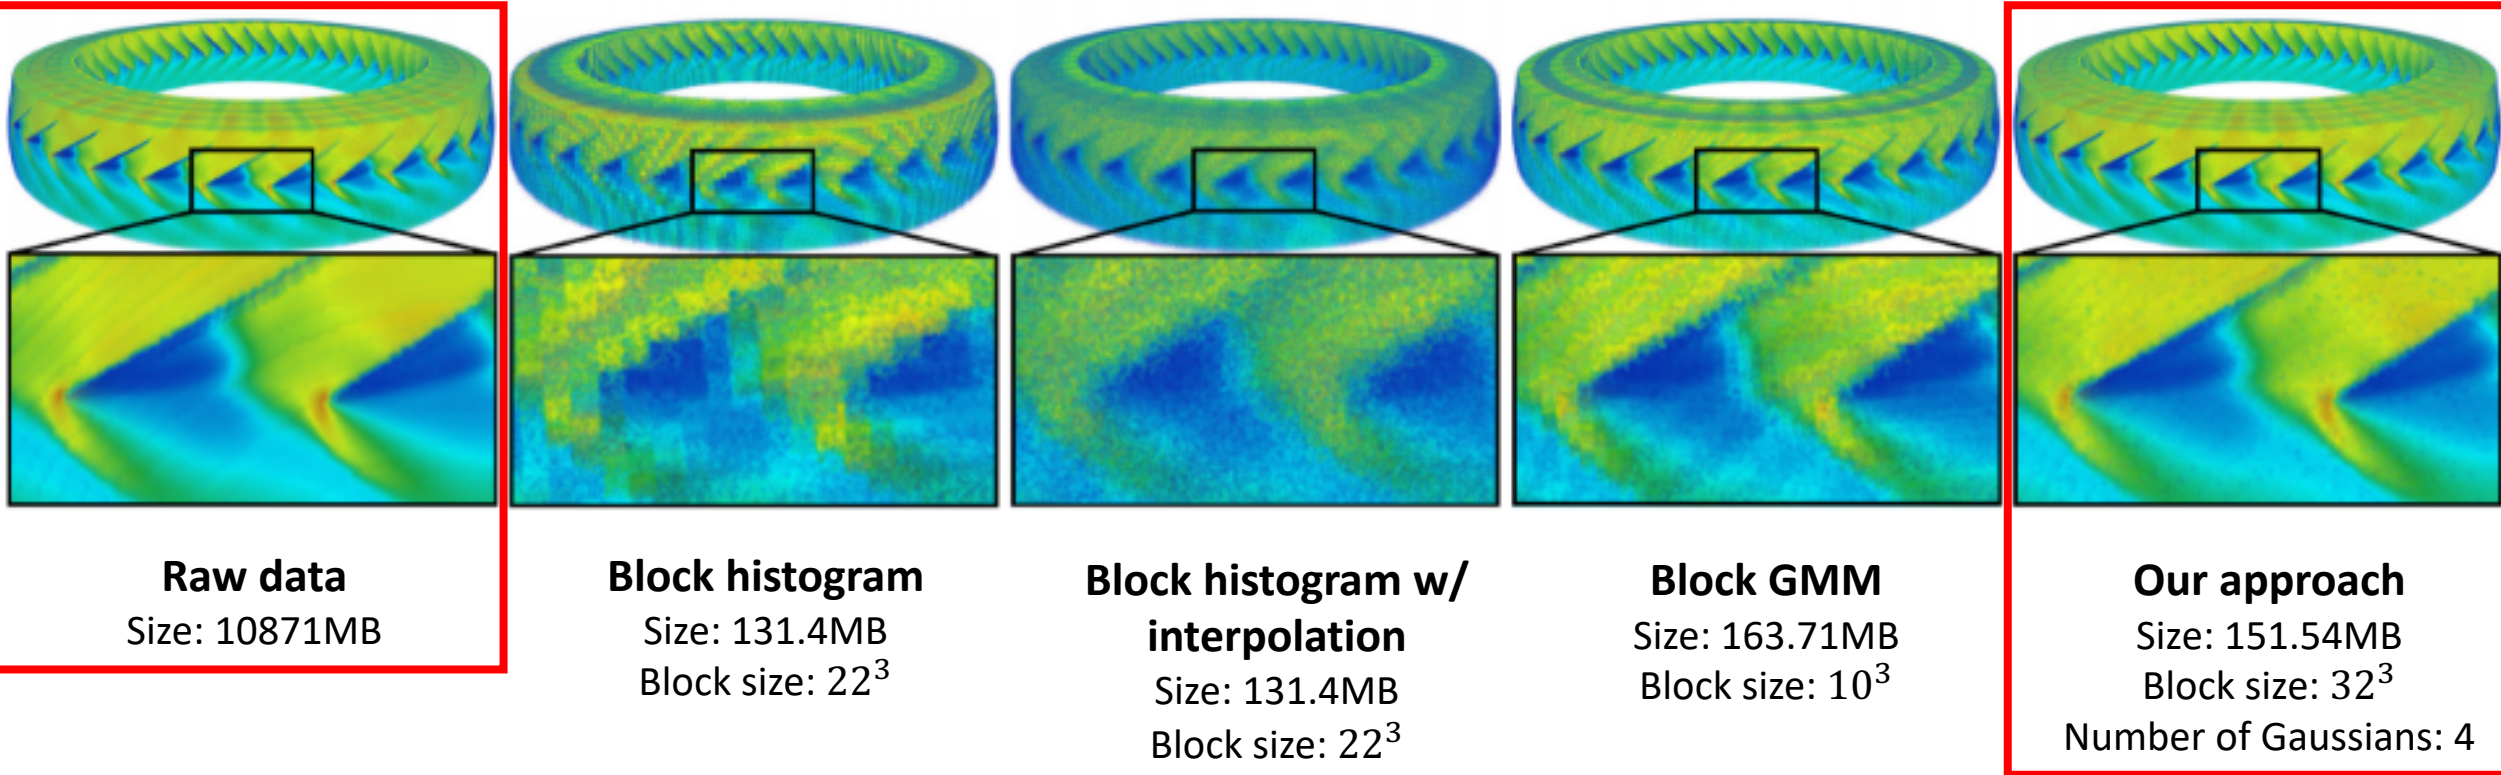 Raw data
Size: 10871MB
Block histogram
Size: 131.4MB
Block size: 22³
Block histogram w/
interpolation
Size: 131.4MB
Block size: 22³
Block GMM
Size: 163.71MB
Block size: 10³
Our approach
Size: 151.54MB
Block size: 32³
Number of Gaussians: 4